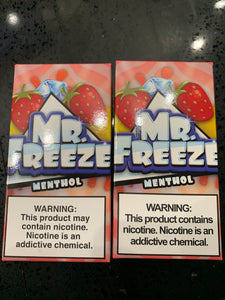 MR.
FREEZE
MENTHOL
WARNING:
This product may
contain nicotine.
Nicotine is an
addictive chemical.
MR.
FREEZE
MENTHOL
WARNING:
This product contains
nicotine. Nicotine is an
addictive chemical.